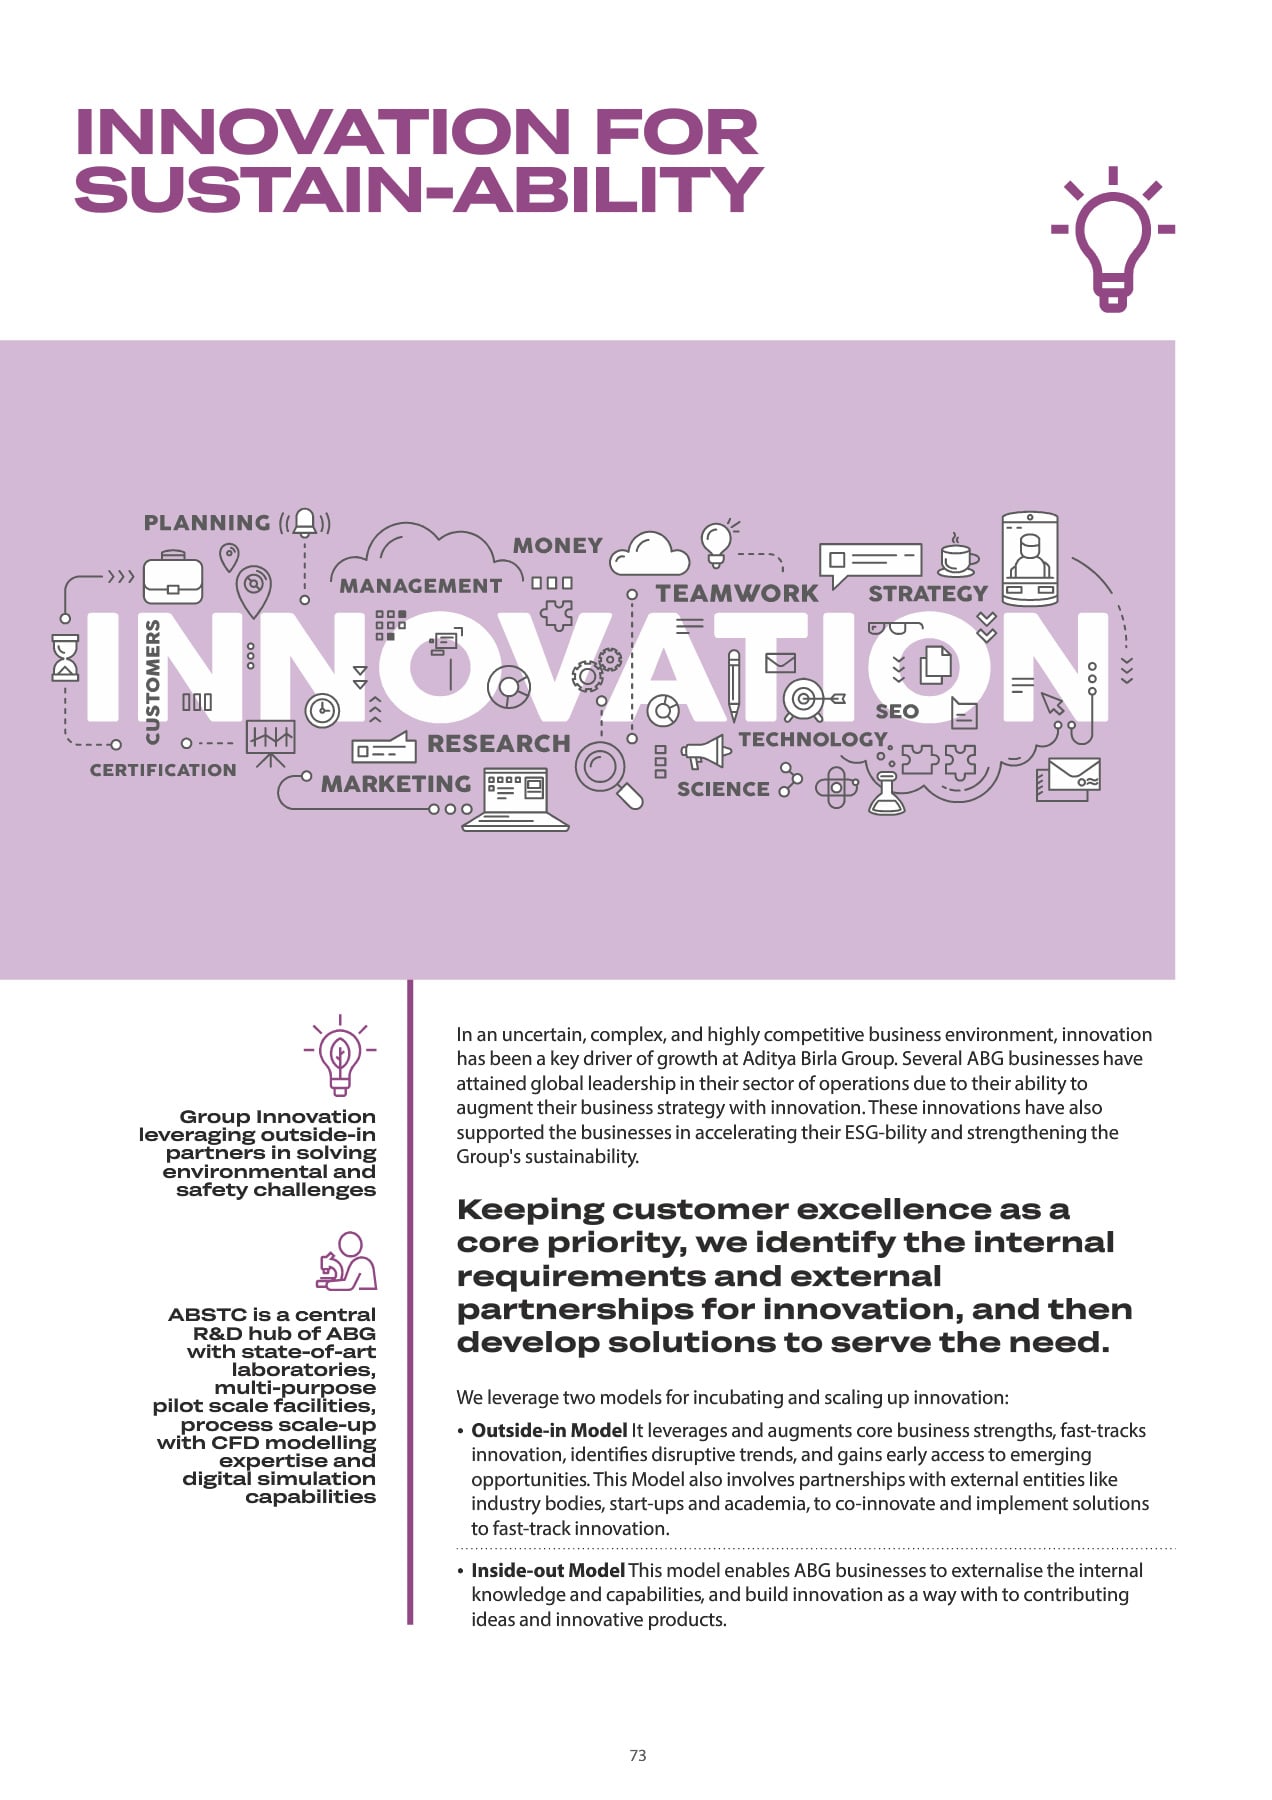 INNOVATION FOR
SUSTAIN-ABILITY
PLANNING
MONEY
MANAGEMENT
TEAMWORK
STRATEGY
INNOVATION
CUSTOMERS
SEO
RESEARCH
TECHNOLOGY
CERTIFICATION
MARKETING
SCIENCE
Group Innovation
leveraging outside-in
partners in solving
environmental and
safety challenges
ABSTC is a central
R&D hub of ABG
with state-of-art
laboratories,
multi-purpose
pilot scale facilities,
process scale-up
with CFD modelling
expertise and
digital simulation
capabilities
In an uncertain, complex, and highly competitive business environment, innovation
has been a key driver of growth at Aditya Birla Group. Several ABG businesses have
attained global leadership in their sector of operations due to their ability to
augment their business strategy with innovation. These innovations have also
supported the businesses in accelerating their ESG-bility and strengthening the
Group's sustainability.
Keeping customer excellence as a
core priority, we identify the internal
requirements and external
partnerships for innovation, and then
develop solutions to serve the need.
We leverage two models for incubating and scaling up innovation:
• Outside-in Model It leverages and augments core business strengths, fast-tracks
innovation, identifies disruptive trends, and gains early access to emerging
opportunities. This Model also involves partnerships with external entities like
industry bodies, start-ups and academia, to co-innovate and implement solutions
to fast-track innovation.
• Inside-out Model This model enables ABG businesses to externalise the internal
knowledge and capabilities, and build innovation as a way with to contributing
ideas and innovative products.
73